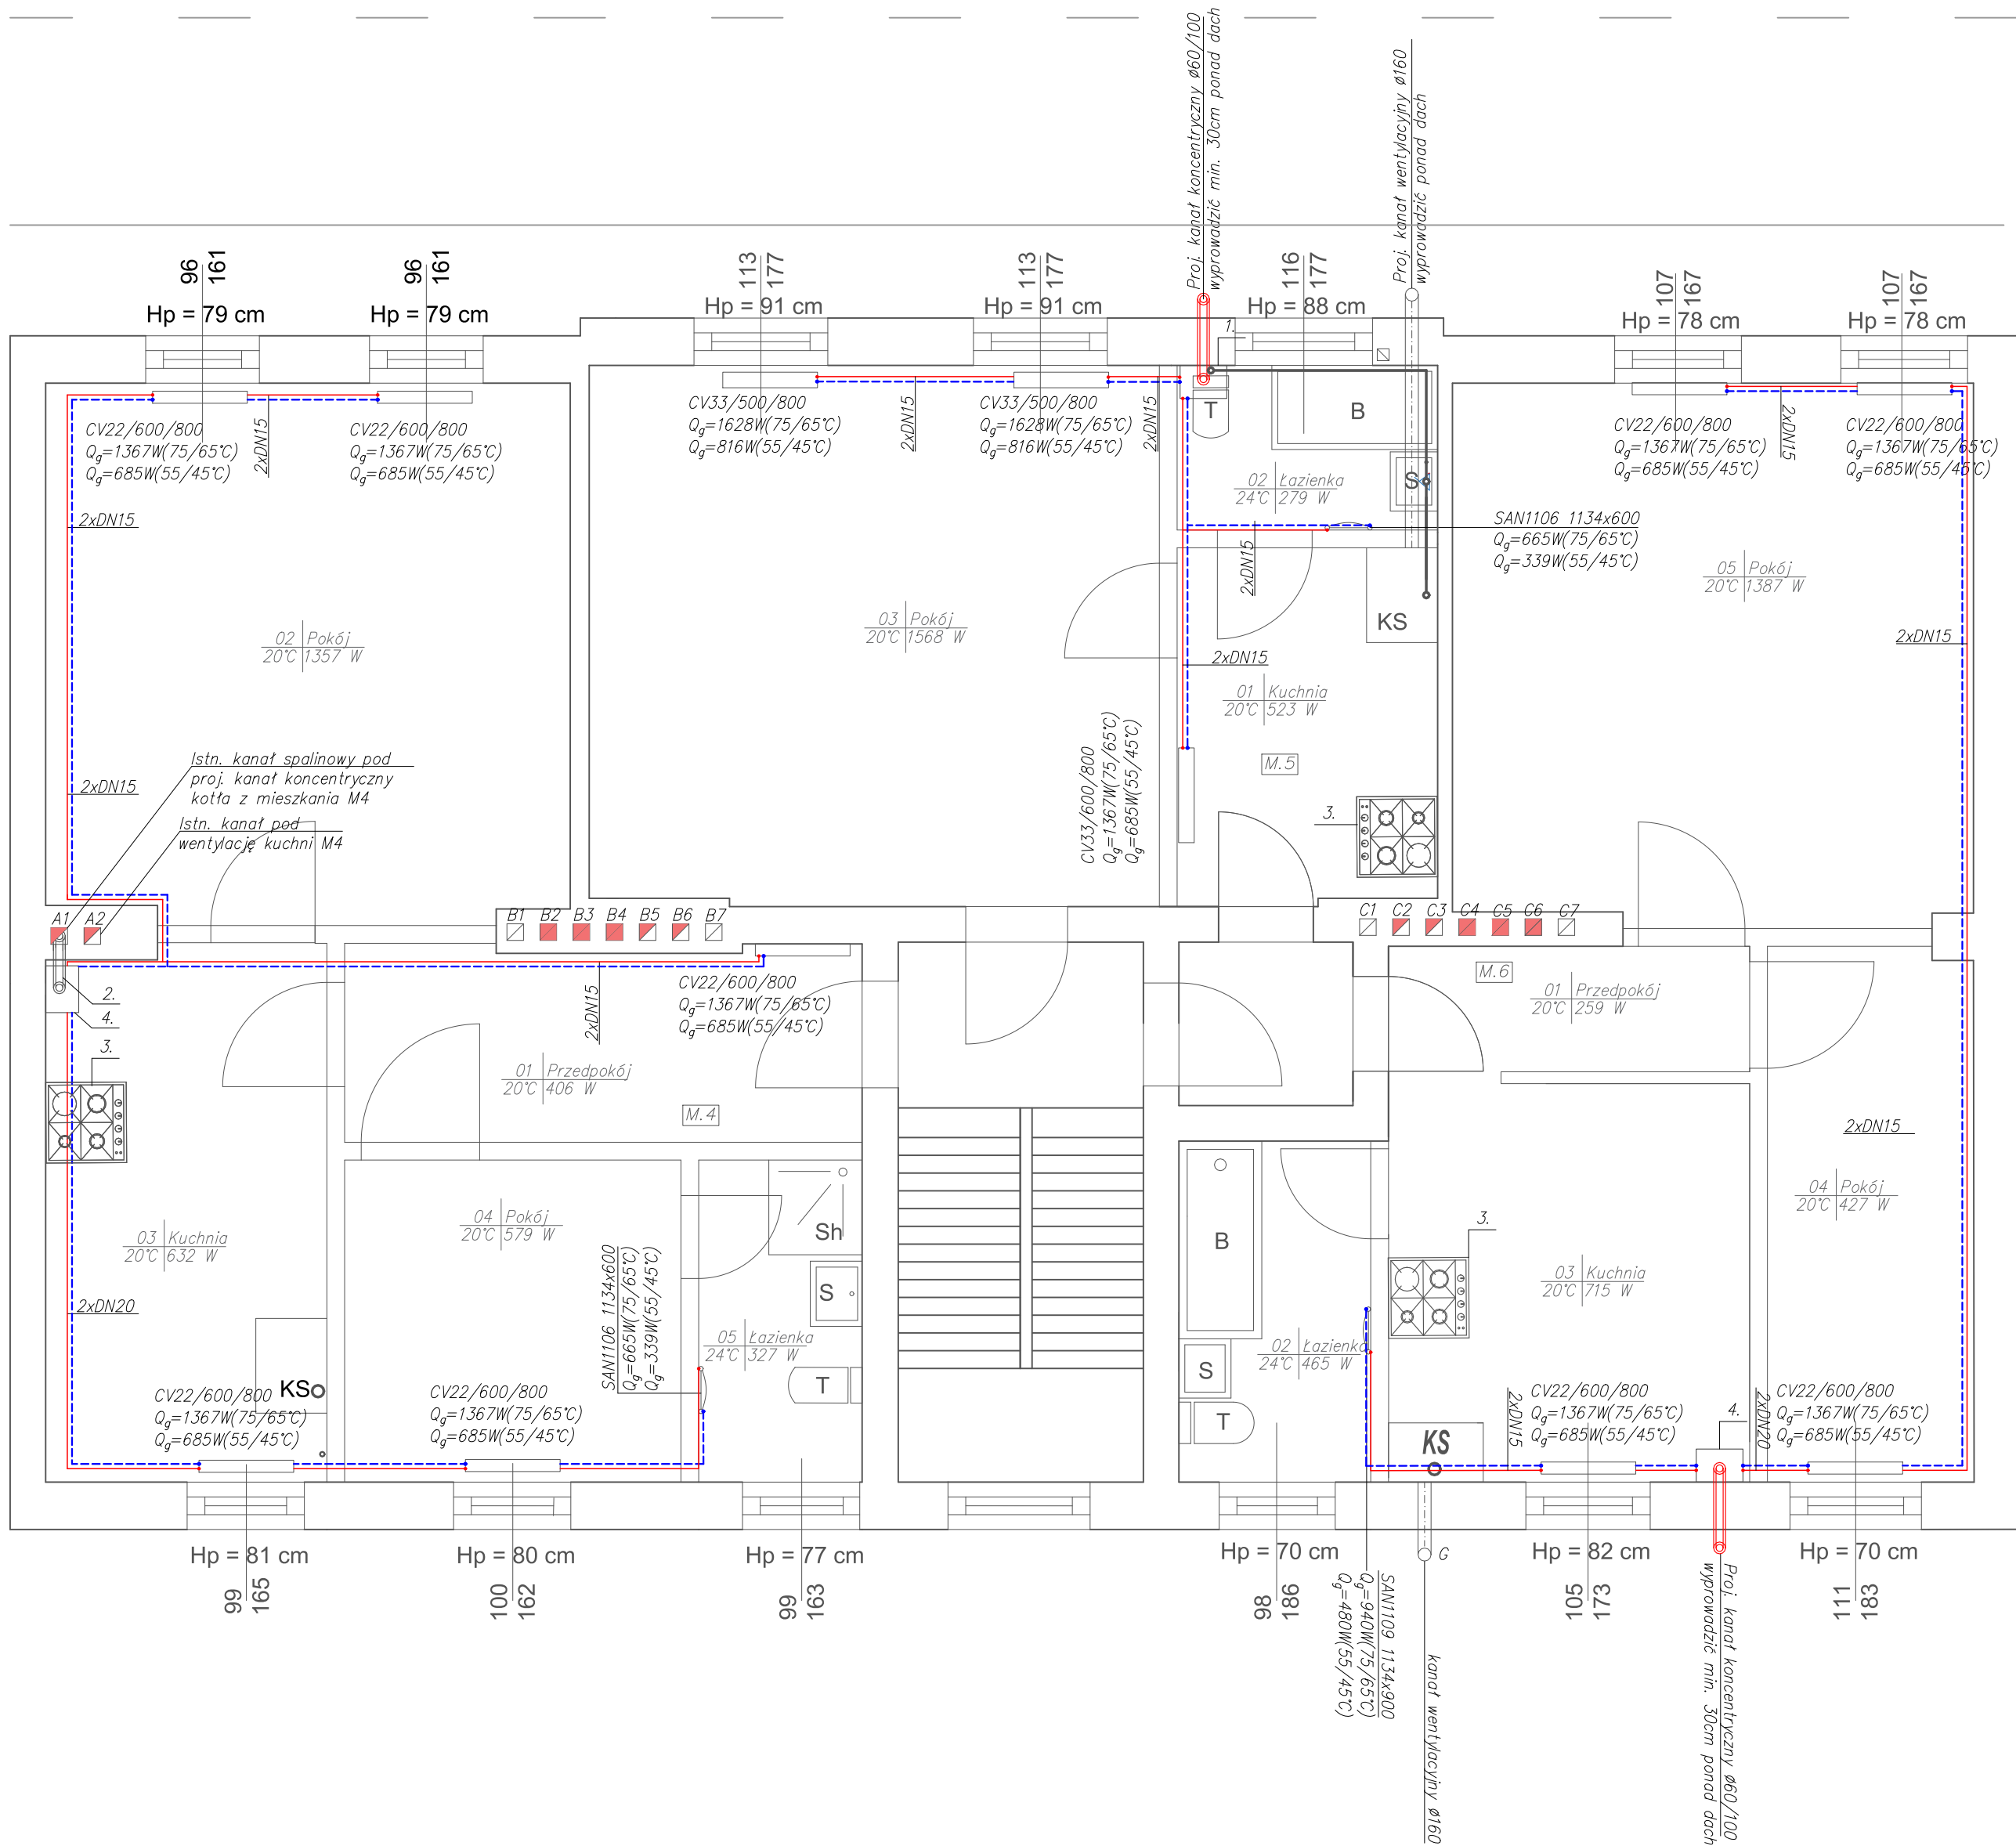 Proj. kanał koncentryczny ø60/100
wyprowadzić min. 30cm ponad dach
Proj. kanał wentylacyjny ø160
wyprowadzić ponad dach
96
161
Hp = 79 cm
96
161
Hp = 79 cm
113
177
Hp = 91 cm
113
177
Hp = 91 cm
116
177
Hp = 88 cm
107
167
Hp = 78 cm
107
167
Hp = 78 cm
1.
CV22/600/800
Qg=1367W(75/65°C)
Qg=685W(55/45°C)
2xDN15
CV22/600/800
Qg=1367W(75/65°C)
Qg=685W(55/45°C)
CV33/500/800
Qg=1628W(75/65°C)
Qg=816W(55/45°C)
2xDN15
CV33/500/800
Qg=1628W(75/65°C)
Qg=816W(55/45°C)
2xDN15
T
B
S
02 Łazienka
24°C 279 W
CV22/600/800
Qg=1367W(75/65°C)
Qg=685W(55/45°C)
2xDN15
CV22/600/800
Qg=1367W(75/65°C)
Qg=685W(55/45°C)
2xDN15
SAN1106 1134x600
Qg=665W(75/65°C)
Qg=339W(55/45°C)
2xDN15
05 Pokój
20°C 1387 W
02 Pokój
20°C 1357 W
03 Pokój
20°C 1568 W
KS
2xDN15
2xDN15
01 Kuchnia
20°C 523 W
M.5
CV33/600/800
Qg=1367W(75/65°C)
Qg=685W(55/45°C)
3.
Istn. kanał spalinowy pod
proj. kanał koncentryczny
kotła z mieszkania M4
2xDN15
Istn. kanał pod
wentylację kuchni M4
A1 A2
B1 B2 B3 B4 B5 B6 B7
C1 C2 C3 C4 C5 C6 C7
2.
4.
3.
2xDN15
CV22/600/800
Qg=1367W(75/65°C)
Qg=685W(55/45°C)
M.6
01 Przedpokój
20°C 259 W
01 Przedpokój
20°C 406 W
M.4
2xDN15
04 Pokój
20°C 427 W
03 Kuchnia
20°C 632 W
04 Pokój
20°C 579 W
Sh
S
SAN1106 1134x600
Qg=665W(75/65°C)
Qg=339W(55/45°C)
05 Łazienka
24°C 327 W
T
B
3.
03 Kuchnia
20°C 715 W
2xDN20
02 Łazienka
24°C 465 W
S
T
KS
CV22/600/800
Qg=1367W(75/65°C)
Qg=685W(55/45°C)
CV22/600/800
Qg=1367W(75/65°C)
Qg=685W(55/45°C)
KS
2xDN15
CV22/600/800
Qg=1367W(75/65°C)
Qg=685W(55/45°C)
4.
2xDN20
CV22/600/800
Qg=1367W(75/65°C)
Qg=685W(55/45°C)
Hp = 81 cm
99
165
Hp = 80 cm
100
162
Hp = 77 cm
99
163
Hp = 70 cm
98
186
G
Hp = 82 cm
105
173
Hp = 70 cm
111
183
SAN1109 1134x900
Qg=940W(75/65°C)
Qg=480W(55/45°C)
kanał wentylacyjny ø160
Proj. kanał koncentryczny ø60/100
wyprowadzić min. 30cm ponad dach